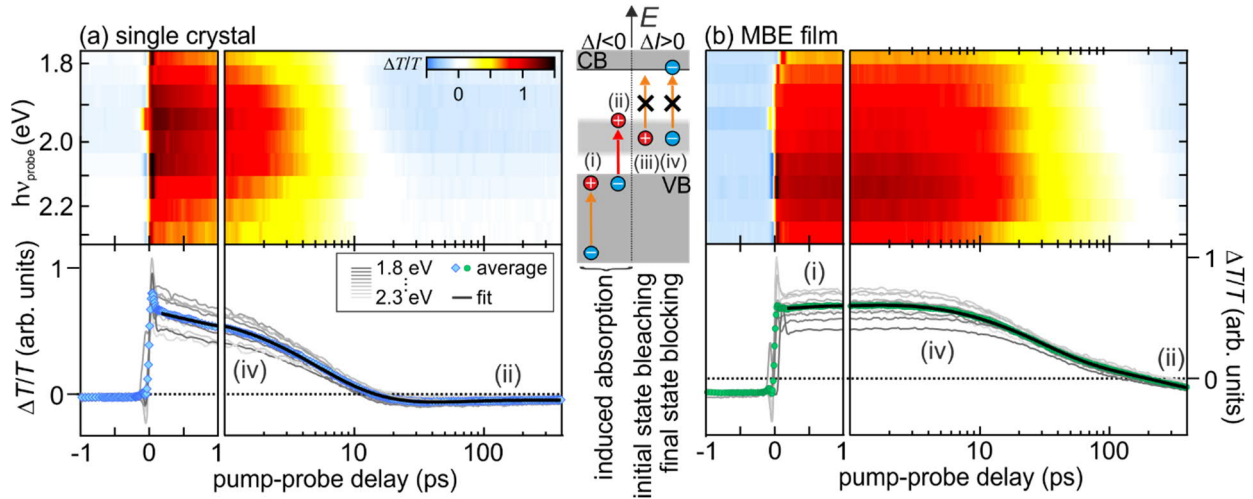 (a) single crystal
ΔT/T
0 1
1.8
2.0
2.2
hνprobe(eV)
1
0
ΔT/T (arb. units)
1.8 eV
⋮
2.3 eV
average
fit
(iv)
(ii)
-1 0 1 10 100
pump-probe delay (ps)
E
ΔI<0 ΔI>0
CB
(ii)
(i)
(iii)(iv)
VB
+ − + − + − −
induced absorption
initial state bleaching
final state blocking
(b) MBE film
(i)
(iv)
(ii)
1
0
ΔT/T (arb. units)
-1 0 1 10 100
pump-probe delay (ps)